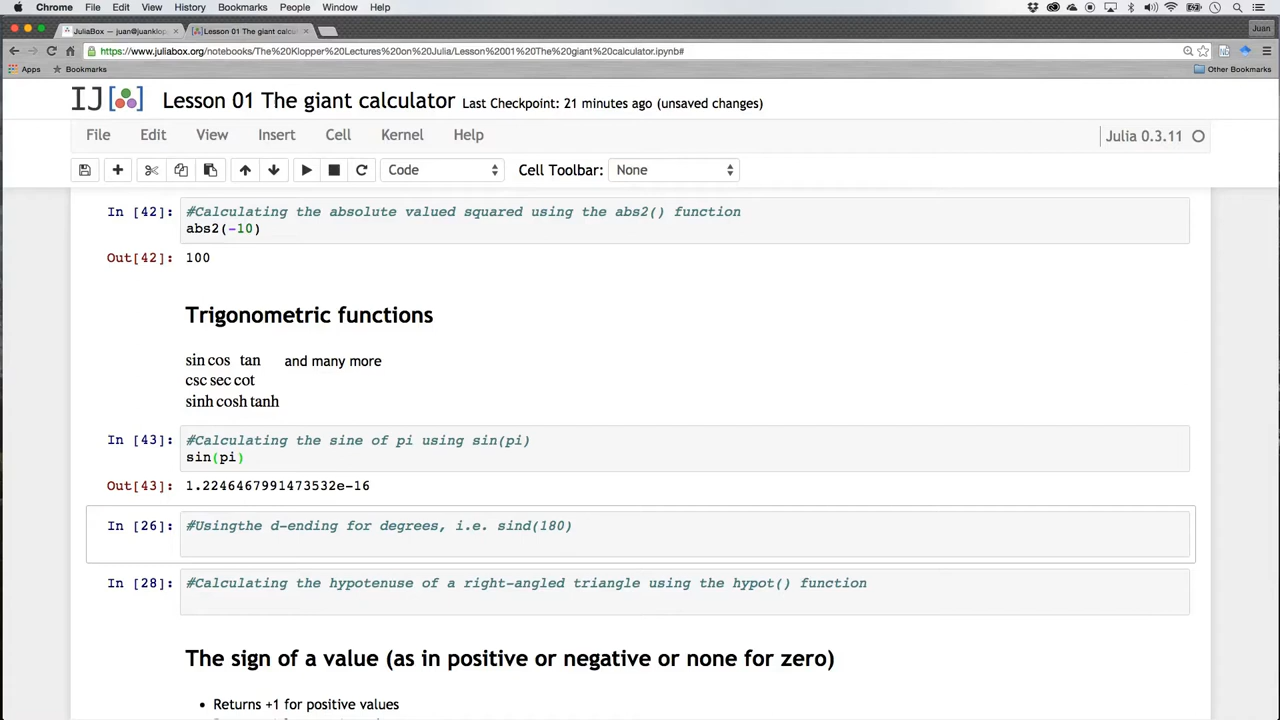 Chrome File Edit View History Bookmarks People Window Help
JuliaBox — juan@juanklop Lesson 01 The giant calcu Juan
https://www.juliabox.org/notebooks/The%20Klopper%20Lectures%20on%20Julia/Lesson%2001%20The%20giant%20calculator.ipynb#
Apps Bookmarks Other Bookmarks
IJ[ ] Lesson 01 The giant calculator Last Checkpoint: 21 minutes ago (unsaved changes)
File Edit View Insert Cell Kernel Help Julia 0.3.11
Code Cell Toolbar: None
In [42]: #Calculating the absolute valued squared using the abs2() function
abs2(-10)
Out[42]: 100
Trigonometric functions
sin cos tan and many more
csc sec cot
sinh cosh tanh
In [43]: #Calculating the sine of pi using sin(pi)
sin(pi)
Out[43]: 1.2246467991473532e-16
In [26]: #Usingthe d-ending for degrees, i.e. sind(180)
In [28]: #Calculating the hypotenuse of a right-angled triangle using the hypot() function
The sign of a value (as in positive or negative or none for zero)
• Returns +1 for positive values